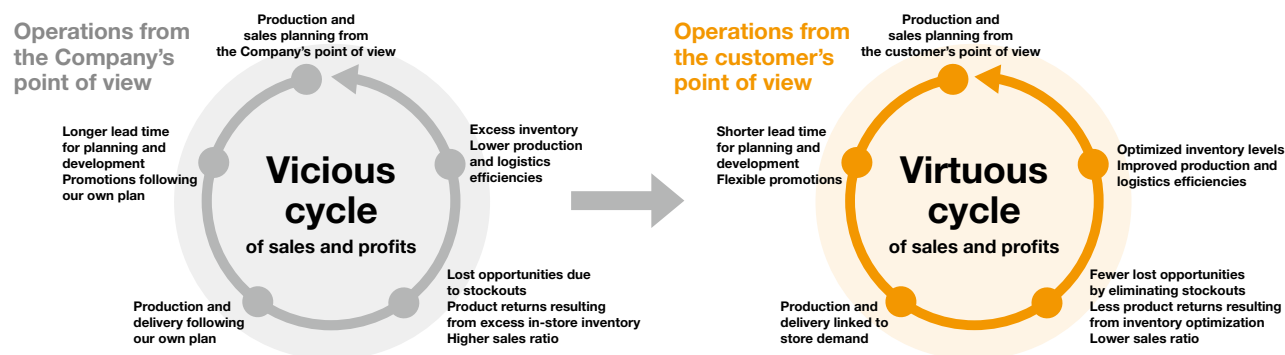 Operations from
the Company’s
point of view
Production and
sales planning from
the Company’s point of view
Longer lead time
for planning and
development
Promotions following
our own plan
Excess inventory
Lower production
and logistics
efficiencies
Vicious
cycle
of sales and profits
Production and
delivery following
our own plan
Lost opportunities due
to stockouts
Product returns resulting
from excess in-store inventory
Higher sales ratio
Operations from
the customer’s
point of view
Production and
sales planning from
the customer’s point of view
Shorter lead time
for planning and
development
Flexible promotions
Optimized inventory levels
Improved production and
logistics efficiencies
Virtuous
cycle
of sales and profits
Production and
delivery linked to
store demand
Fewer lost opportunities
by eliminating stockouts
Less product returns resulting
from inventory optimization
Lower sales ratio